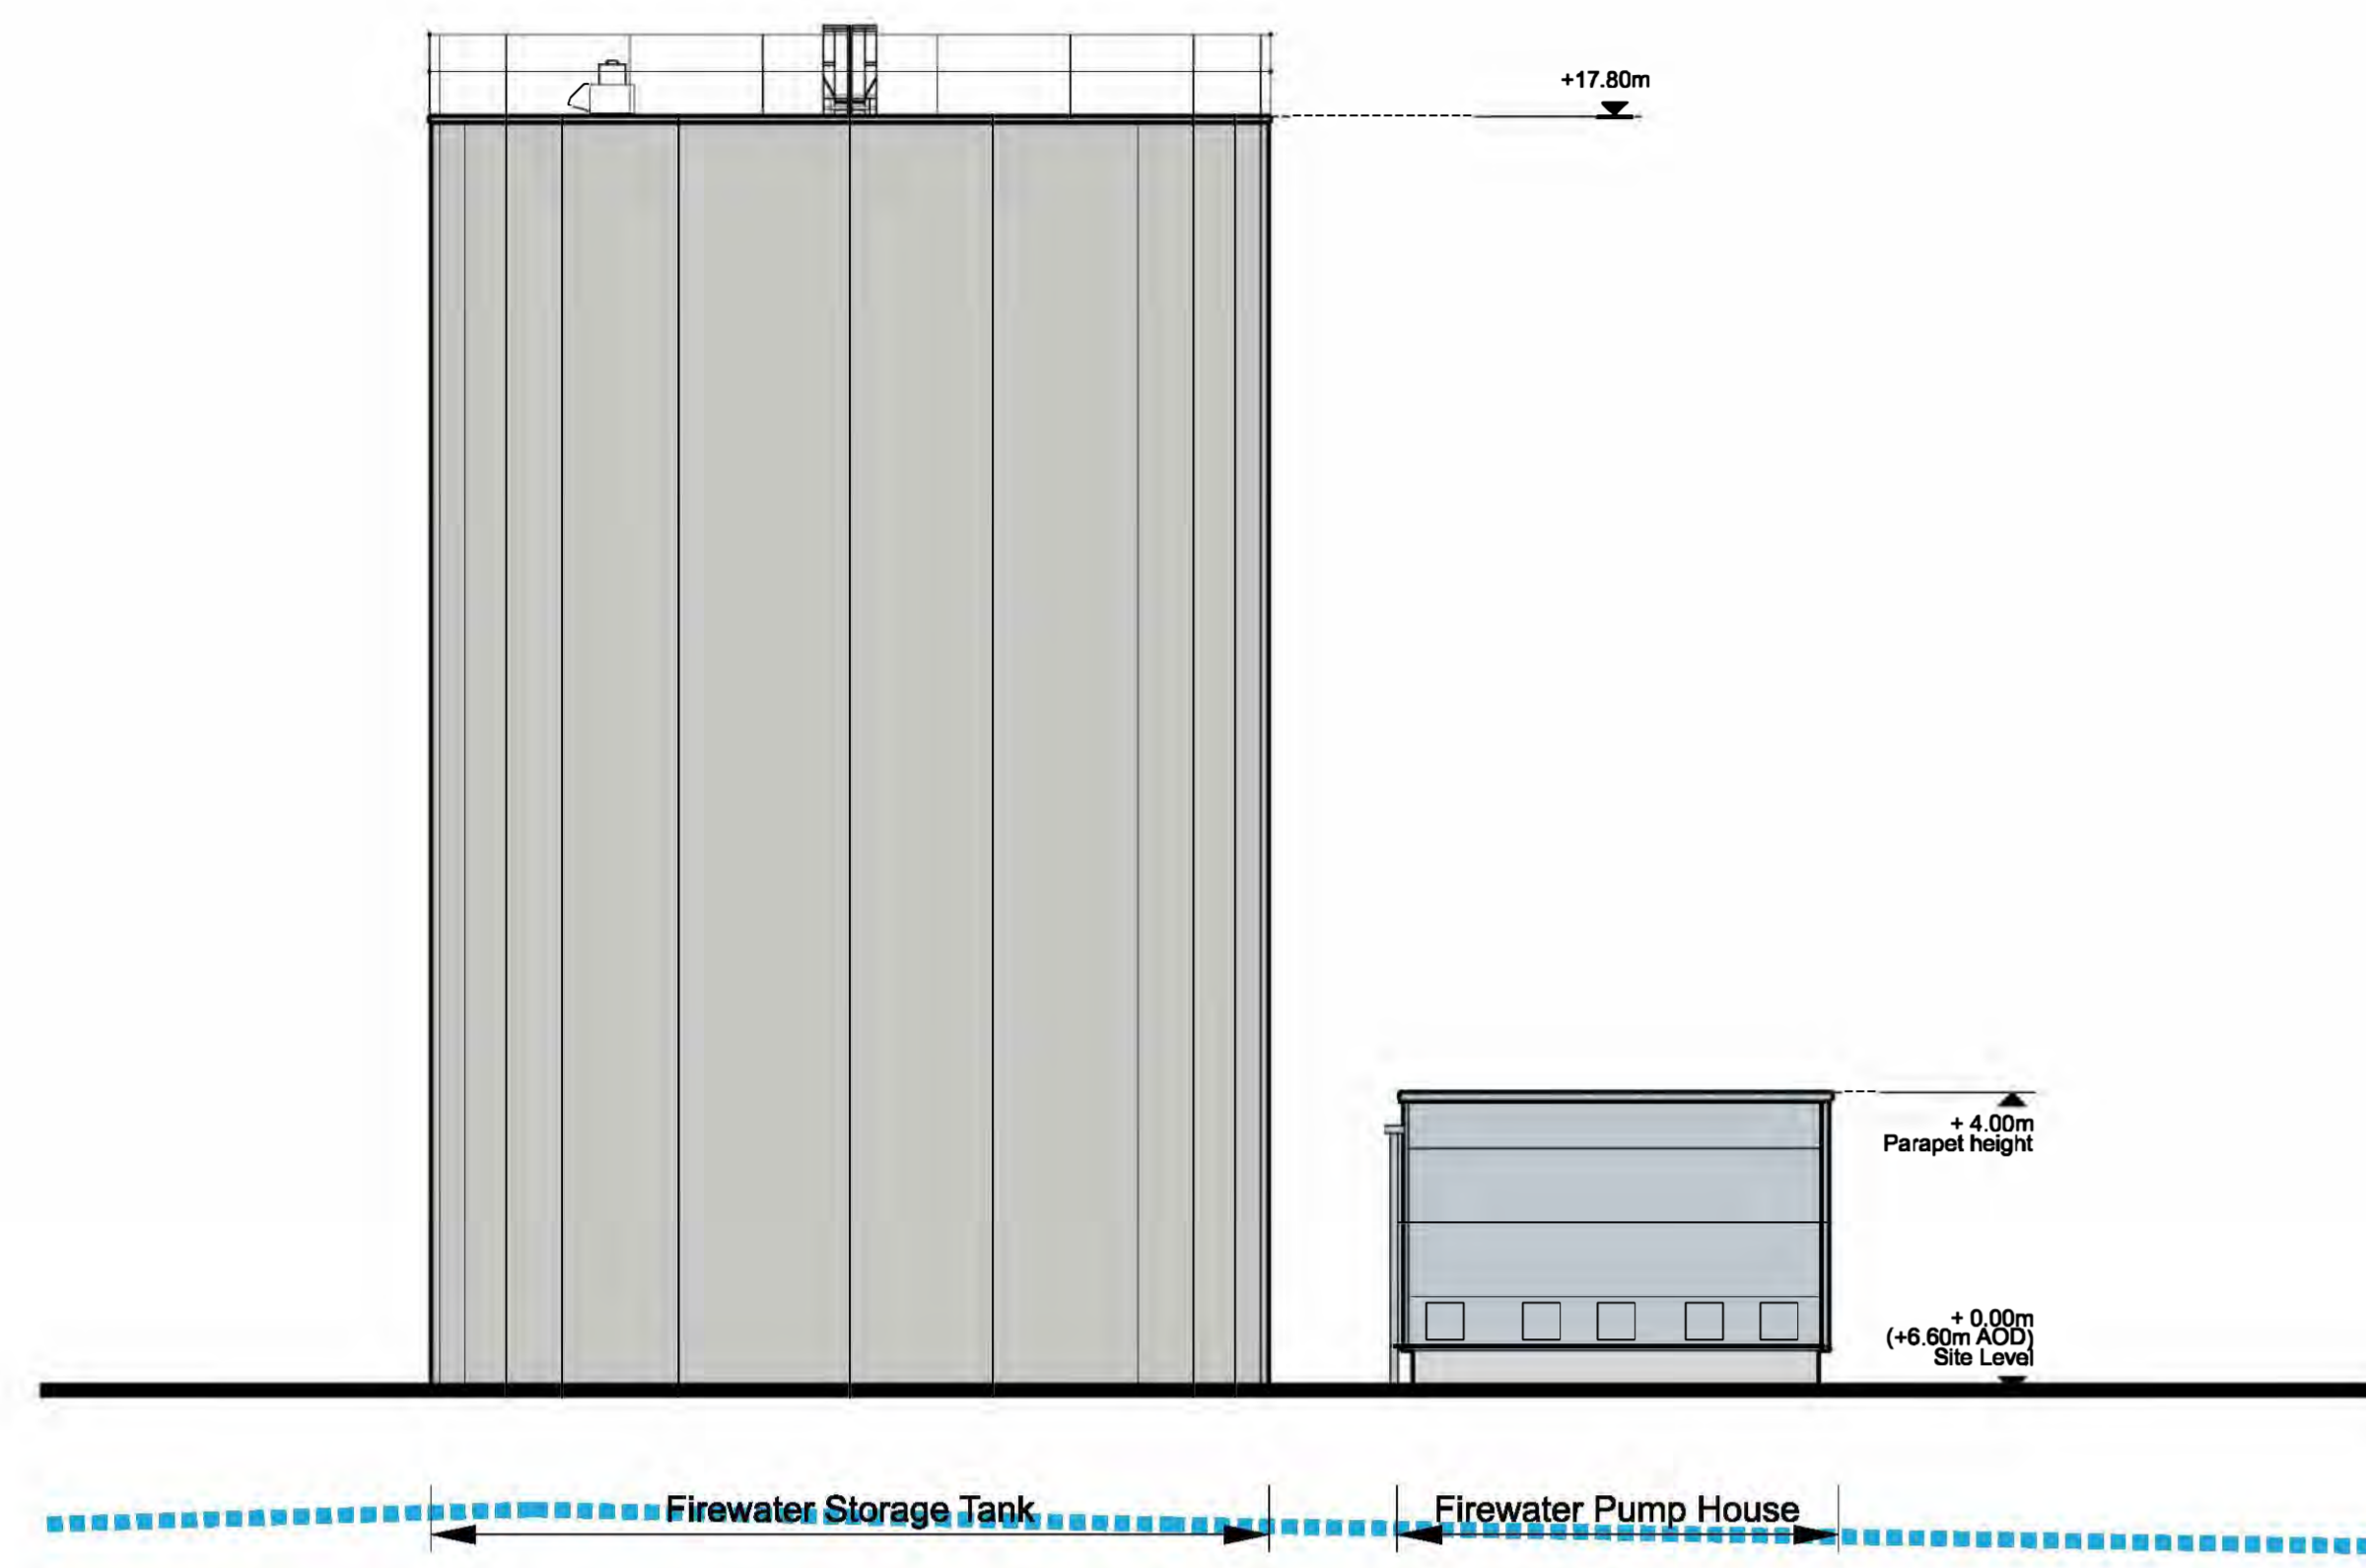 +17.80m
+ 4.00m
Parapet height
+ 0.00m
(+6.60m AOD)
Site Level
Firewater Storage Tank
Firewater Pump House